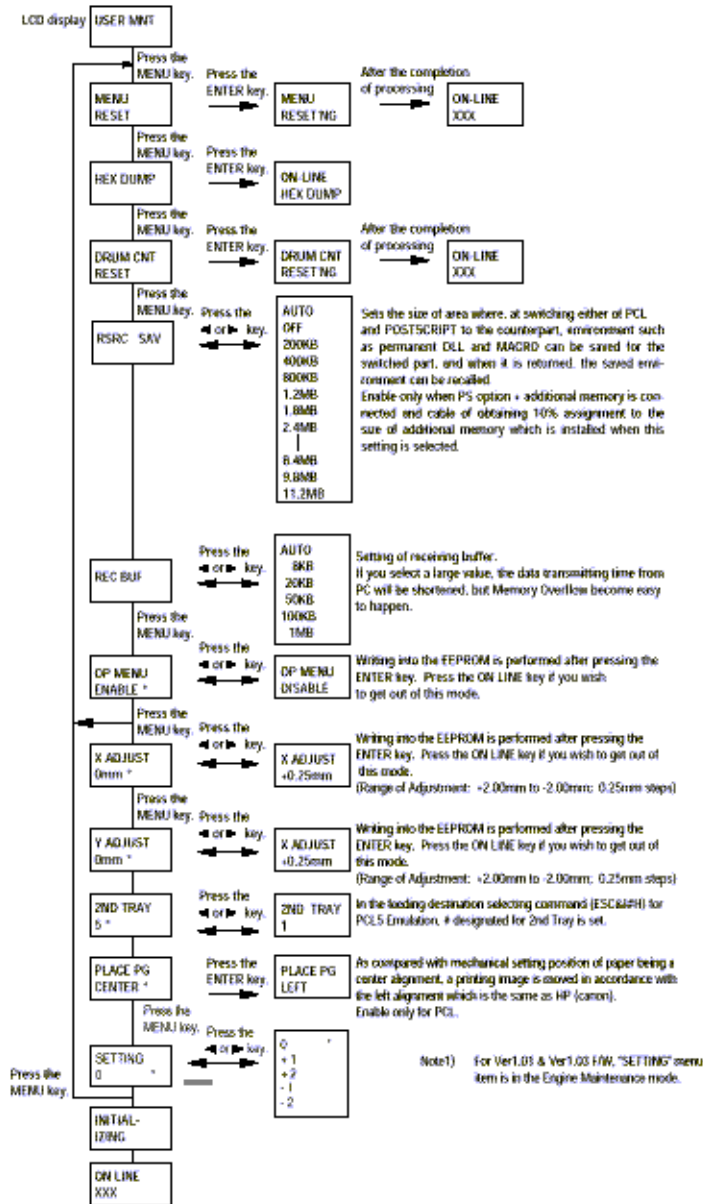 LCD display
USER MNT
Press the
MENU key.
Press the
ENTER key.
After the completion
of processing
MENU
RESET
MENU
RESET'NG
ON-LINE
XXX
Press the
MENU key.
Press the
ENTER key.
HEX DUMP
ON-LINE
HEX DUMP
Press the
MENU key.
Press the
ENTER key.
After the completion
of processing
DRUM CNT
RESET
DRUM CNT
RESET'NG
ON-LINE
XXX
Press the
MENU key.
Press the
◄ or ► key.
RSRC SAV
AUTO
OFF
200KB
400KB
800KB
1.2MB
1.8MB
2.4MB
|
8.4MB
9.8MB
11.2MB
Sets the size of area where, at switching either of PCL
and POSTSCRIPT to the counterpart, environment such
as permanent DLL and MACRO can be saved for the
switched part, and when it is returned, the saved envi-
ronment can be recalled.
Enable only when PS option + additional memory is con-
nected and cable of obtaining 10% assignment to the
size of additional memory which is installed when this
setting is selected.
Press the
◄ or ► key.
REC BUF
AUTO
8KB
20KB
50KB
100KB
1MB
Setting of receiving buffer.
If you select a large value, the data transmitting time from
PC will be shortened, but Memory Overflow become easy
to happen.
Press the
MENU key.
Press the
◄ or ► key.
OP MENU
ENABLE *
OP MENU
DISABLE
Writing into the EEPROM is performed after pressing the
ENTER key. Press the ON LINE key if you wish
to get out of this mode.
Press the
MENU key.
Press the
◄ or ► key.
X ADJUST
0mm *
X ADJUST
+0.25mm
Writing into the EEPROM is performed after pressing the
ENTER key. Press the ON LINE key if you wish to get out of
this mode.
(Range of Adjustment: +2.00mm to -2.00mm; 0.25mm steps)
Press the
MENU key.
Press the
◄ or ► key.
Y ADJUST
0mm *
X ADJUST
+0.25mm
Writing into the EEPROM is performed after pressing the
ENTER key. Press the ON LINE key if you wish to get out of
this mode.
(Range of Adjustment: +2.00mm to -2.00mm; 0.25mm steps)
Press the
◄ or ► key.
2ND TRAY
5 *
2ND TRAY
1
In the feeding destination selecting command (ESC&l#H) for
PCL5 Emulation, # designated for 2nd Tray is set.
Press the
ENTER key.
PLACE PG
CENTER *
PLACE PG
LEFT
As compared with mechanical setting position of paper being a
center alignment, a printing image is moved in accordance with
the left alignment which is the same as HP (canon).
Enable only for PCL.
Press the
MENU key.
Press the
◄ or ► key.
SETTING
0 *
0 *
+1
+2
-1
-2
Note1) For Ver1.01 & Ver1.03 F/W, "SETTING" menu
item is in the Engine Maintenance mode.
Press the
MENU key.
INITIAL-
IZING
ON LINE
XXX